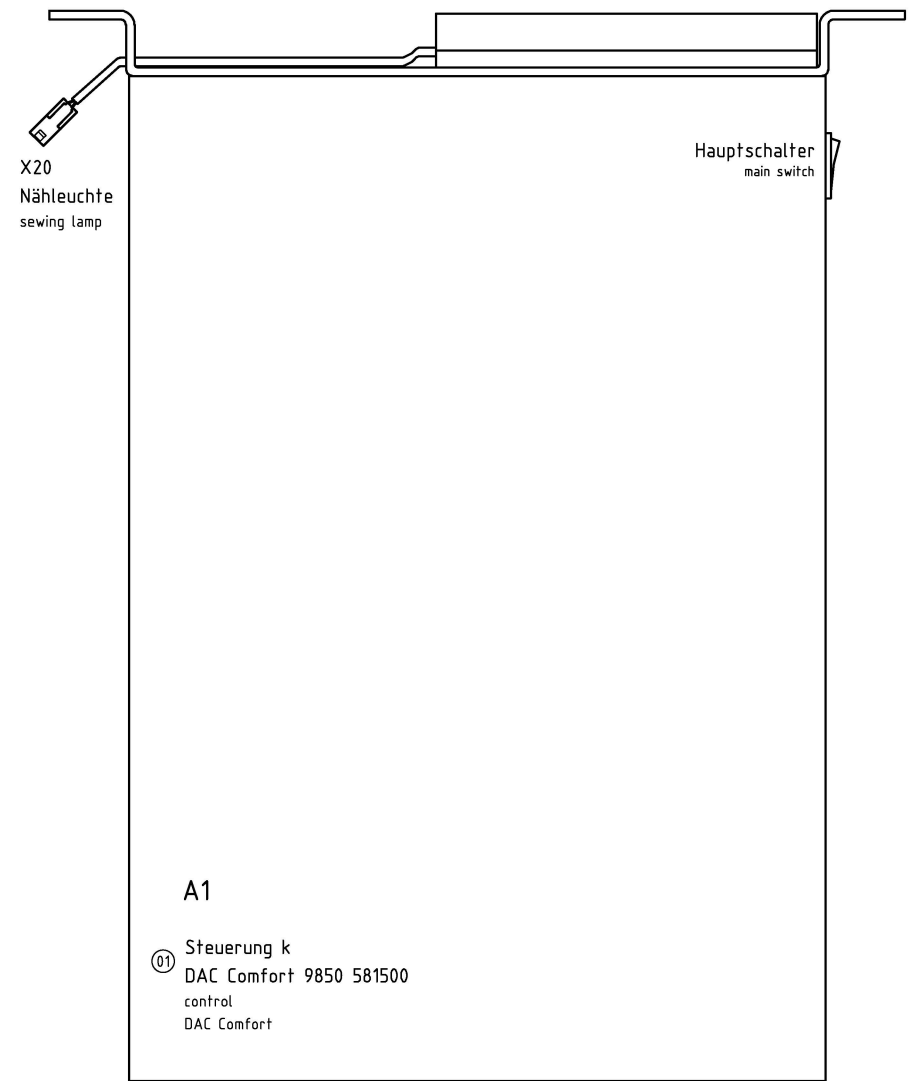 Hauptschalter
main switch
X20
Nähleuchte
sewing lamp
A1
01
Steuerung k
DAC Comfort 9850 581500
control
DAC Comfort